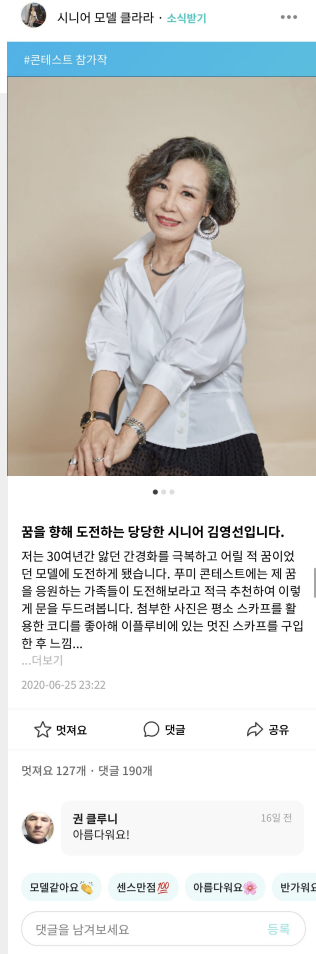 시니어 모델 클라라 · 소식받기
#콘테스트 참가작
꿈을 향해 도전하는 당당한 시니어 김영선입니다.
저는 30여년간 앓던 간경화를 극복하고 어릴 적 꿈이었
던 모델에 도전하게 됐습니다. 푸미 콘테스트에는 제 꿈
을 응원하는 가족들이 도전해보라고 적극 추천하여 이렇
게 문을 두드려봅니다. 첨부한 사진은 평소 스카프를 활
용한 코디를 좋아해 이플루비에 있는 멋진 스카프를 구입
한 후 느낌...
...더보기
2020-06-25 23:22
멋져요 댓글 공유
멋져요 127개 · 댓글 190개
권 클루니 16일 전
아름다워요!
모델같아요👏 센스만점💯 아름다워요🌸 반가워요
댓글을 남겨보세요 등록